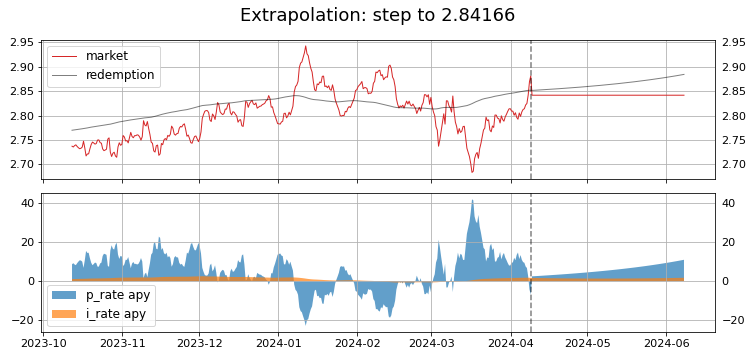 Extrapolation: step to 2.84166
2.95 2.95
market
redemption
2.90 2.90
2.85 2.85
2.80 2.80
2.75 2.75
2.70 2.70
40 40
20 20
0 0
p_rate apy
i_rate apy
−20 −20
2023-10 2023-11 2023-12 2024-01 2024-02 2024-03 2024-04 2024-05 2024-06